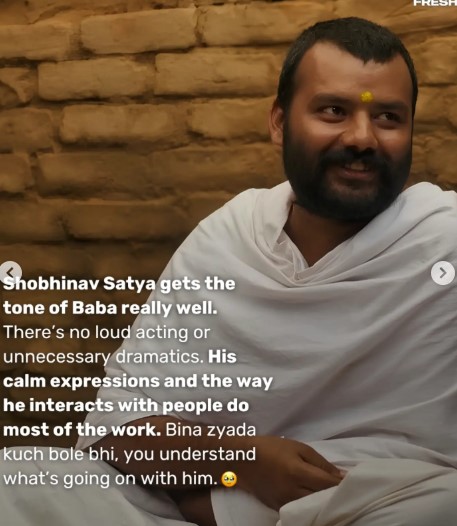 FRESH
Shobhinav Satya gets the
tone of Baba really well.
There's no loud acting or
unnecessary dramatics. His
calm expressions and the way
he interacts with people do
most of the work. Bina zyada
kuch bole bhi, you understand
what's going on with him. 🥹